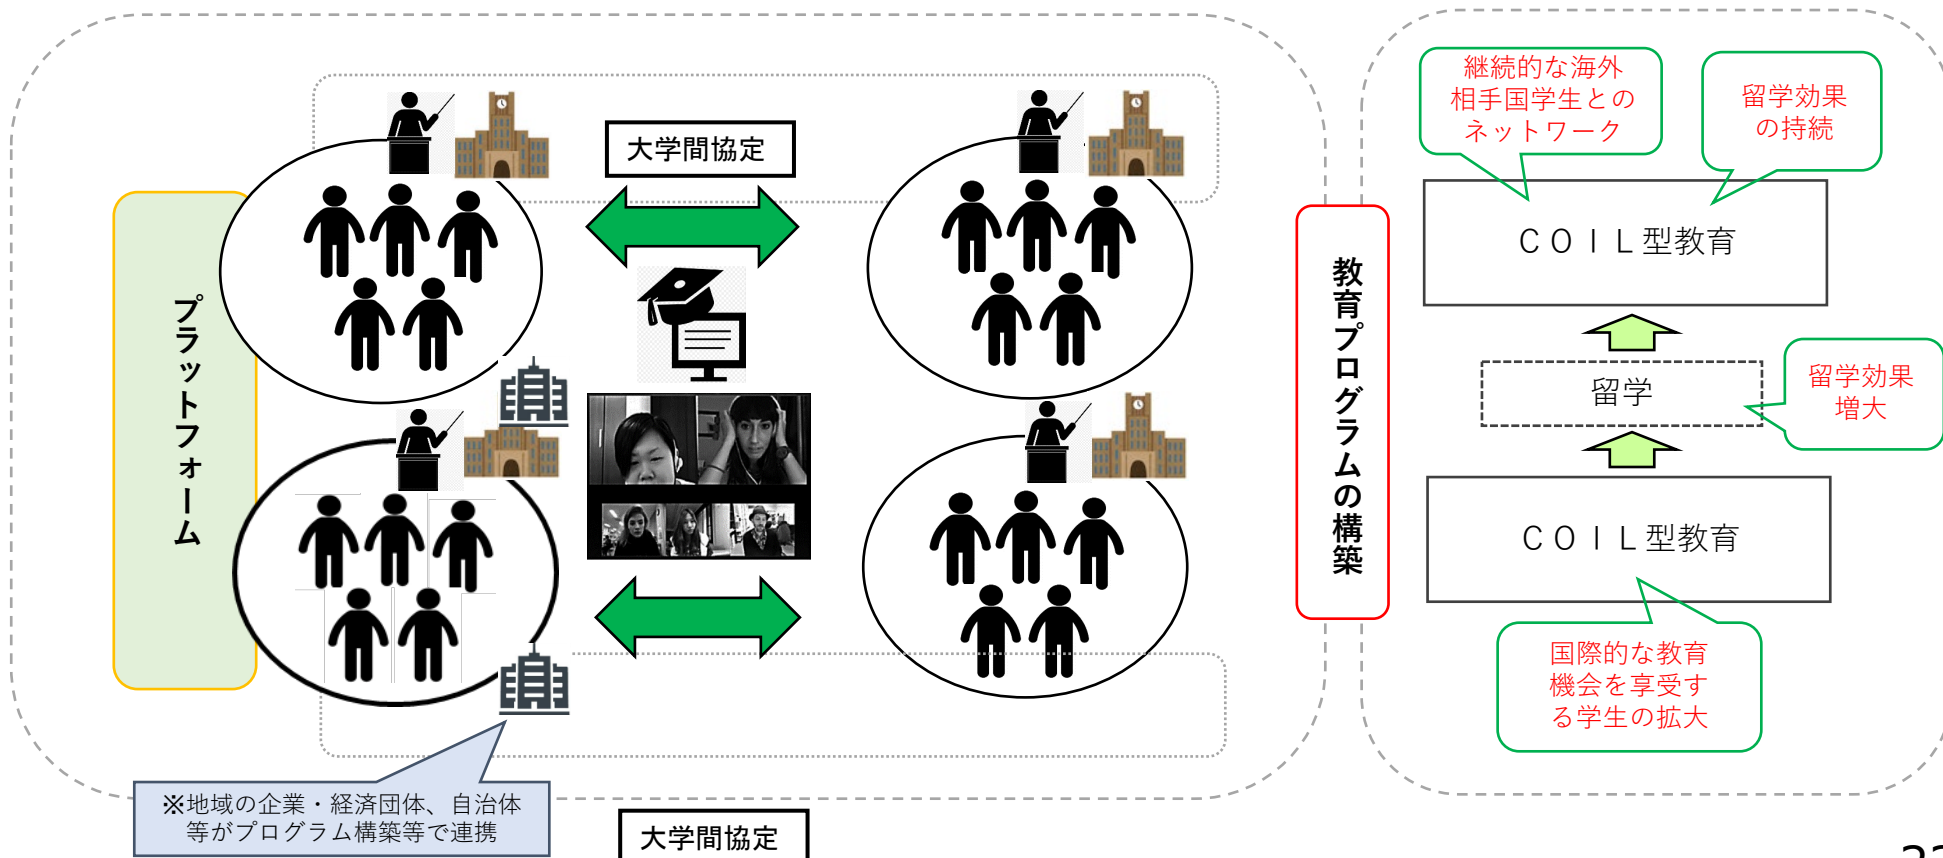 大学間協定
プラットフォーム
※地域の企業・経済団体、自治体
等がプログラム構築等で連携
大学間協定
教育プログラムの構築
継続的な海外
相手国学生との
ネットワーク
留学効果
の持続
ＣＯＩＬ型教育
留学
留学効果
増大
ＣＯＩＬ型教育
国際的な教育
機会を享受す
る学生の拡大